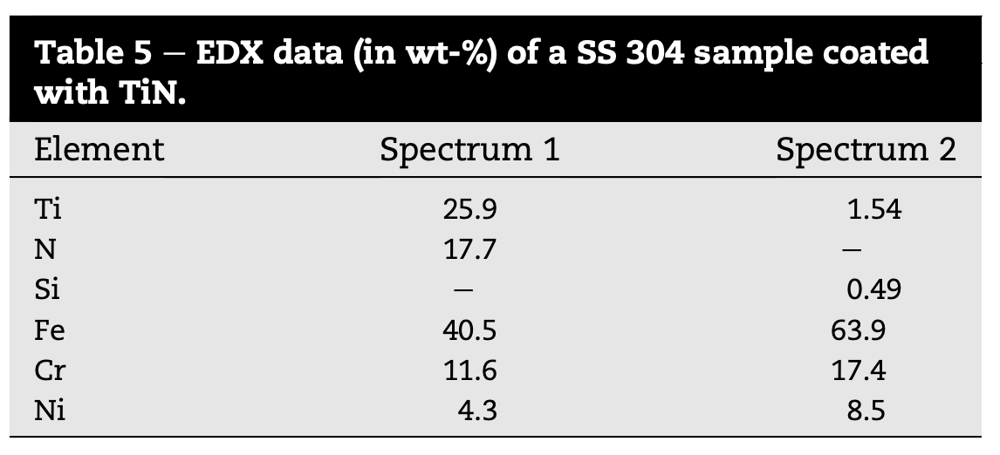 Table 5 – EDX data (in wt-%) of a SS 304 sample coated
with TiN.
Element Spectrum 1 Spectrum 2
Ti 25.9 1.54
N 17.7 –
Si – 0.49
Fe 40.5 63.9
Cr 11.6 17.4
Ni 4.3 8.5